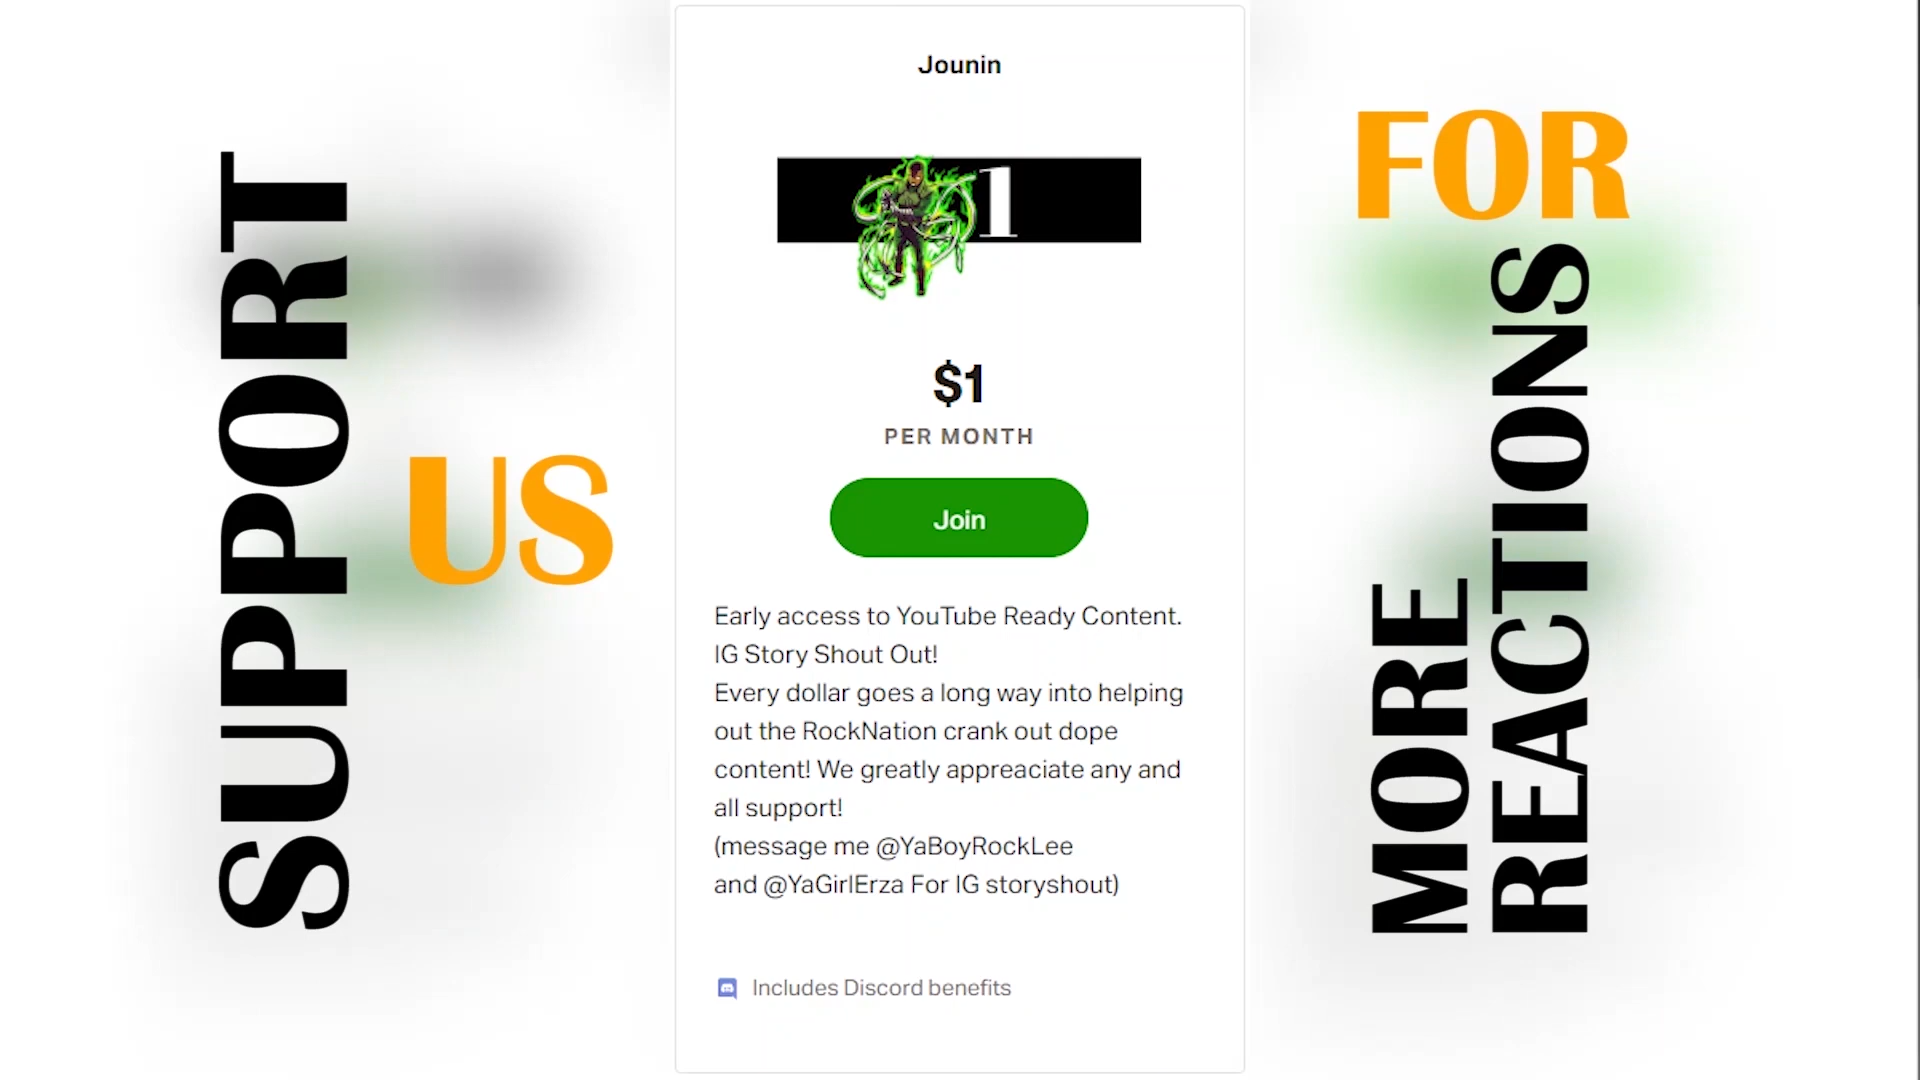 SUPPORT
US
Jounin
1
$1
PER MONTH
Join
Early access to YouTube Ready Content.
IG Story Shout Out!
Every dollar goes a long way into helping
out the RockNation crank out dope
content! We greatly appreaciate any and
all support!
(message me @YaBoyRockLee
and @YaGirlErza For IG storyshout)
Includes Discord benefits
FOR
MORE
REACTIONS